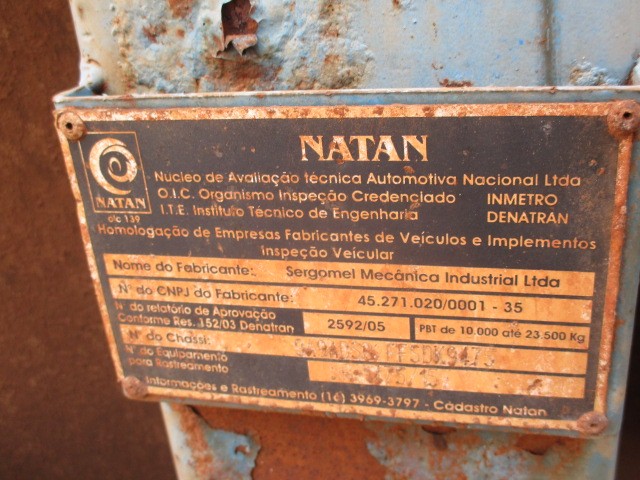 NATAN
Nucleo de Avaliação técnica Automotiva Nacional Ltda
O.I.C. Organismo Inspeção Credenciado INMETRO
I.T.E. Instituto Técnico de Engenharia DENATRAN
NATAN
oic 139
Homologação de Empresas Fabricantes de Veículos e Implementos
Inspeção Veicular
Nome do Fabricante: Sergomel Mecânica Industrial Ltda
Nº do CNPJ do Fabricante: 45.271.020/0001 - 35
Nº do relatório de Aprovação
Conforme Res. 152/03 Denatran 2592/05 PBT de 10.000 até 23.500 Kg
Nº do Chassi:
Nº do Equipamento
para Rastreamento
Informações e Rastreamento (16) 3969-3797 - Cadastro Natan